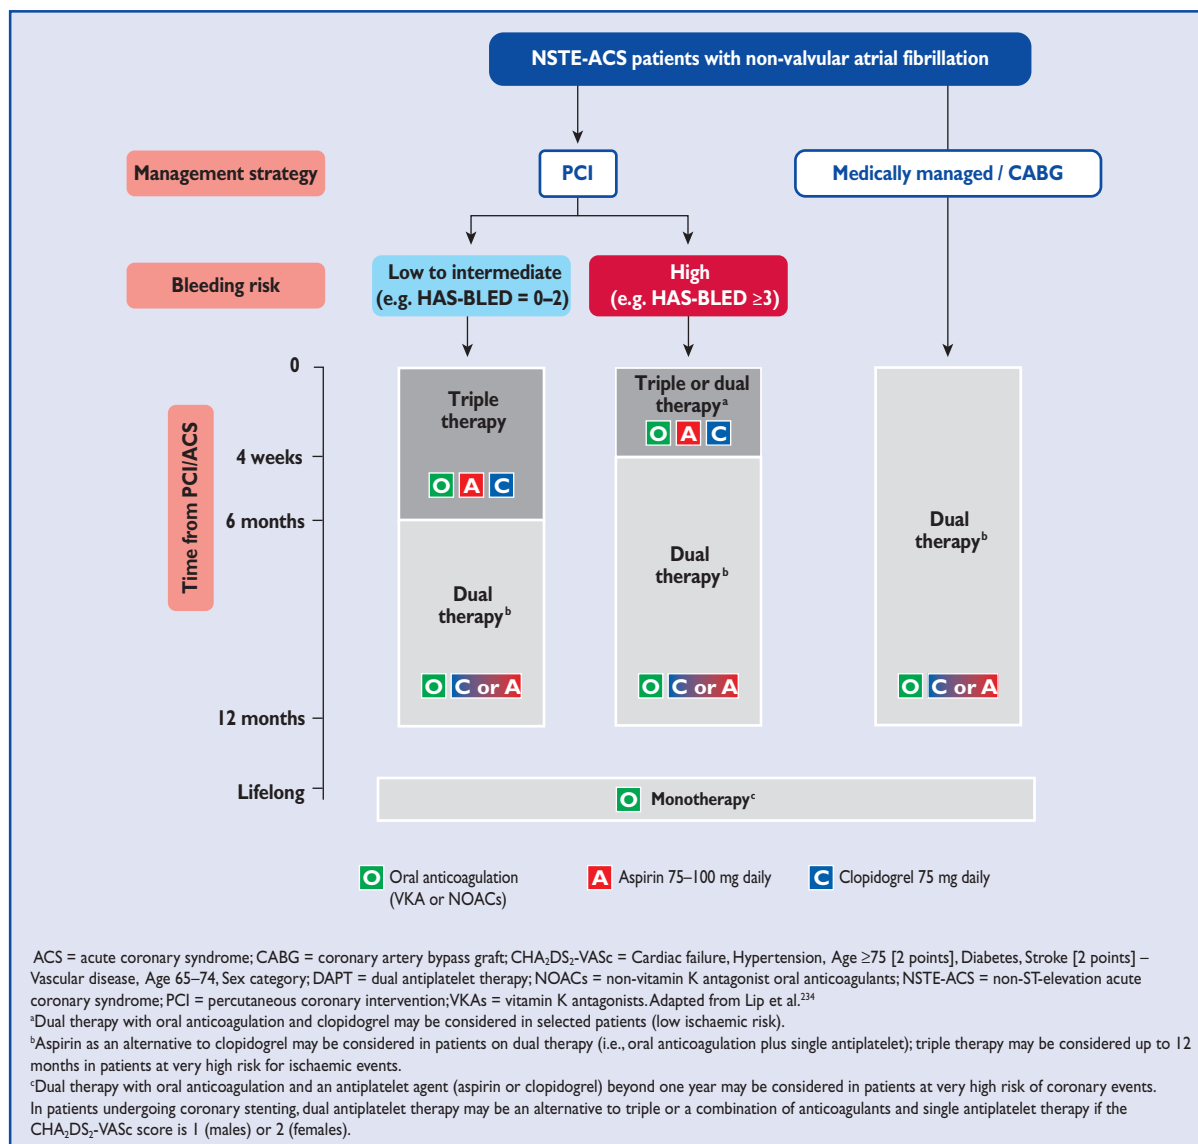 NSTE-ACS patients with non-valvular atrial fibrillation
Management strategy
PCI
Medically managed / CABG
Bleeding risk
Low to intermediate
(e.g. HAS-BLED = 0–2)
High
(e.g. HAS-BLED ≥3)
Time from PCI/ACS
0
4 weeks
6 months
12 months
Lifelong
Triple
therapy
O A C
Dual
therapyᵇ
O C or A
Triple or dual
therapyᵃ
O A C
Dual
therapyᵇ
O C or A
Dual
therapyᵇ
O C or A
O Monotherapyᶜ
O Oral anticoagulation
(VKA or NOACs)
A Aspirin 75–100 mg daily
C Clopidogrel 75 mg daily
ACS = acute coronary syndrome; CABG = coronary artery bypass graft; CHA₂DS₂-VASc = Cardiac failure, Hypertension, Age ≥75 [2 points], Diabetes, Stroke [2 points] –
Vascular disease, Age 65–74, Sex category; DAPT = dual antiplatelet therapy; NOACs = non-vitamin K antagonist oral anticoagulants; NSTE-ACS = non-ST-elevation acute
coronary syndrome; PCI = percutaneous coronary intervention; VKAs = vitamin K antagonists. Adapted from Lip et al.²³⁴
ᵃDual therapy with oral anticoagulation and clopidogrel may be considered in selected patients (low ischaemic risk).
ᵇAspirin as an alternative to clopidogrel may be considered in patients on dual therapy (i.e., oral anticoagulation plus single antiplatelet); triple therapy may be considered up to 12
months in patients at very high risk for ischaemic events.
ᶜDual therapy with oral anticoagulation and an antiplatelet agent (aspirin or clopidogrel) beyond one year may be considered in patients at very high risk of coronary events.
In patients undergoing coronary stenting, dual antiplatelet therapy may be an alternative to triple or a combination of anticoagulants and single antiplatelet therapy if the
CHA₂DS₂-VASc score is 1 (males) or 2 (females).